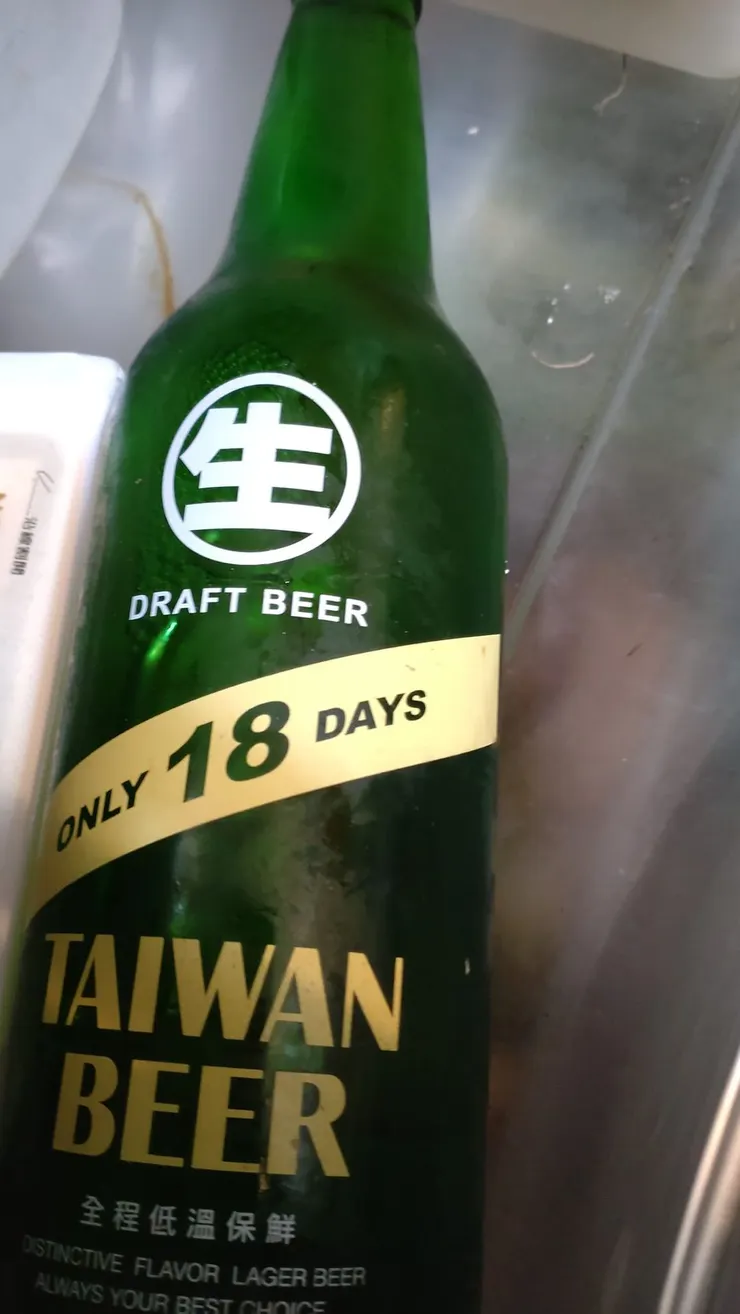 生
DRAFT BEER
ONLY 18 DAYS
TAIWAN
BEER
全程低溫保鮮
DISTINCTIVE FLAVOR LAGER BEER
ALWAYS YOUR BEST CHOICE